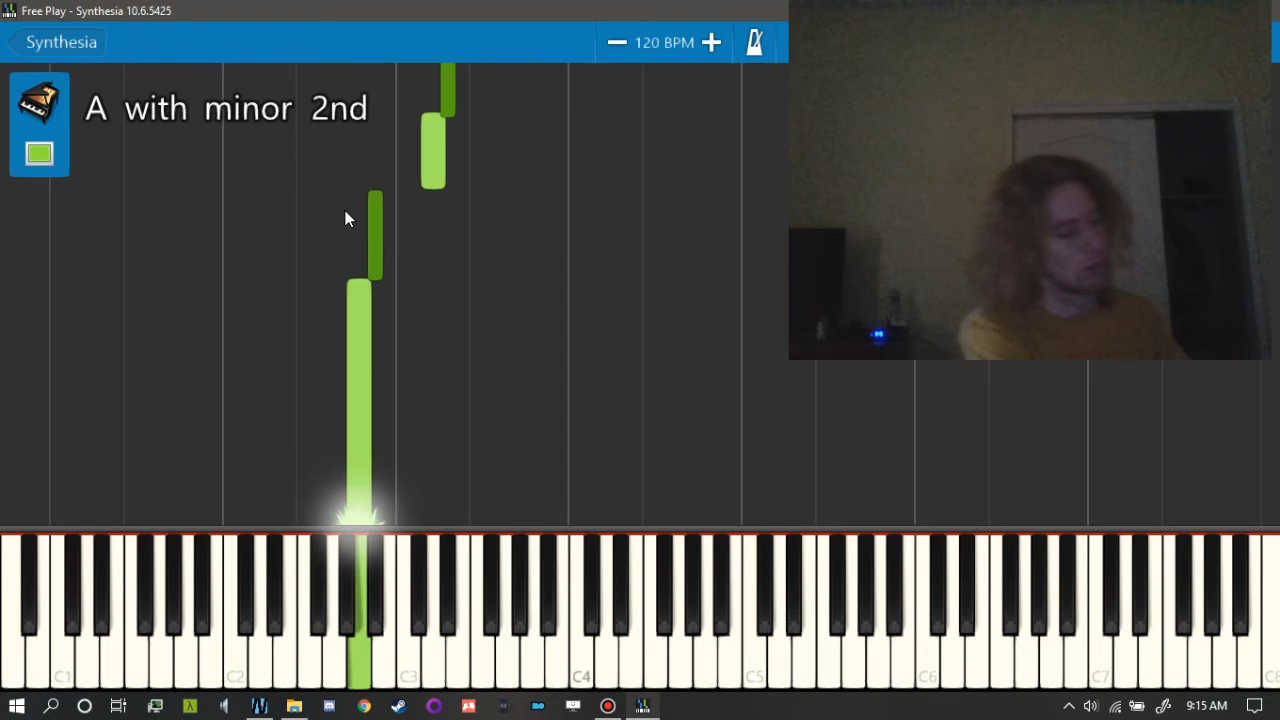 Free Play - Synthesia 10.6.5425
Synthesia
120 BPM
A with minor 2nd
C1 C2 C3 C4 C5 C6 C7 C8
9:15 AM